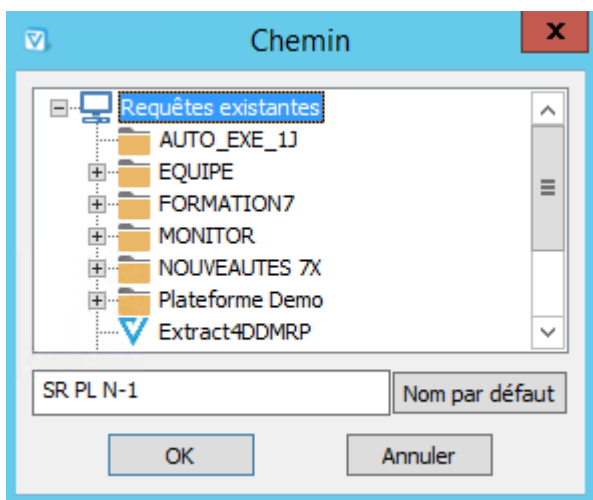 Chemin
x
Requêtes existantes
AUTO_EXE_1J
EQUIPE
FORMATION7
MONITOR
NOUVEAUTES 7X
Plateforme Demo
Extract4DDMRP
SR PL N-1
Nom par défaut
OK
Annuler